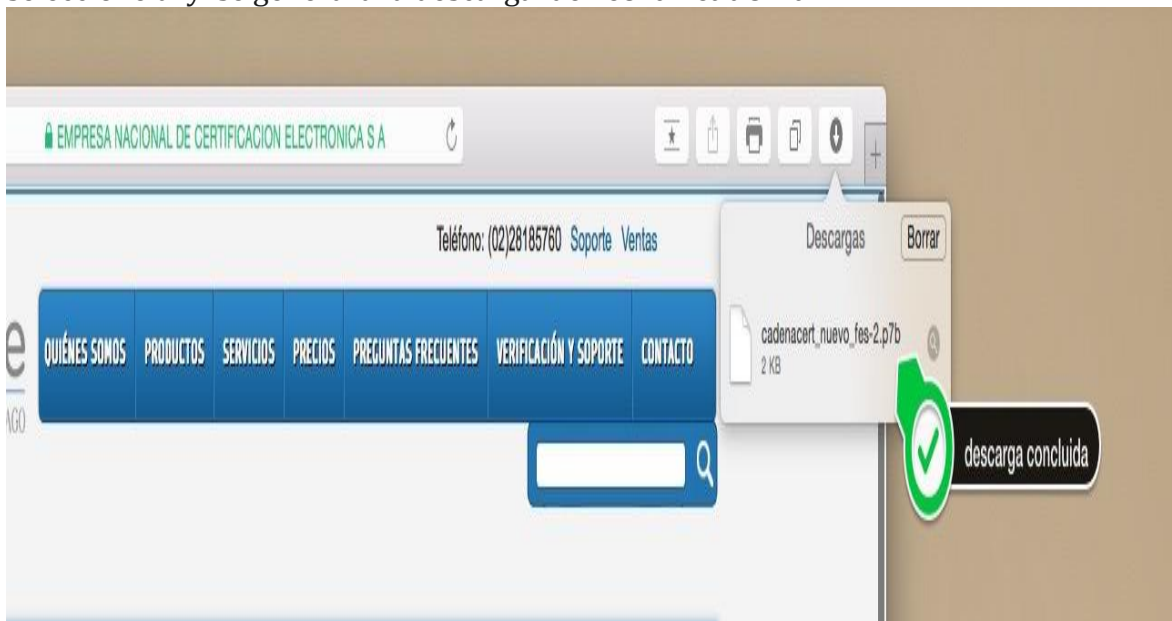 EMPRESA NACIONAL DE CERTIFICACION ELECTRONICA S A
Teléfono: (02)28185760 Soporte Ventas
Descargas
Borrar
QUIÉNES SOMOS PRODUCTOS SERVICIOS PRECIOS PREGUNTAS FRECUENTES VERIFICACIÓN Y SOPORTE CONTACTO
cadenacert_nuevo_fes-2.p7b
2 KB
descarga concluida